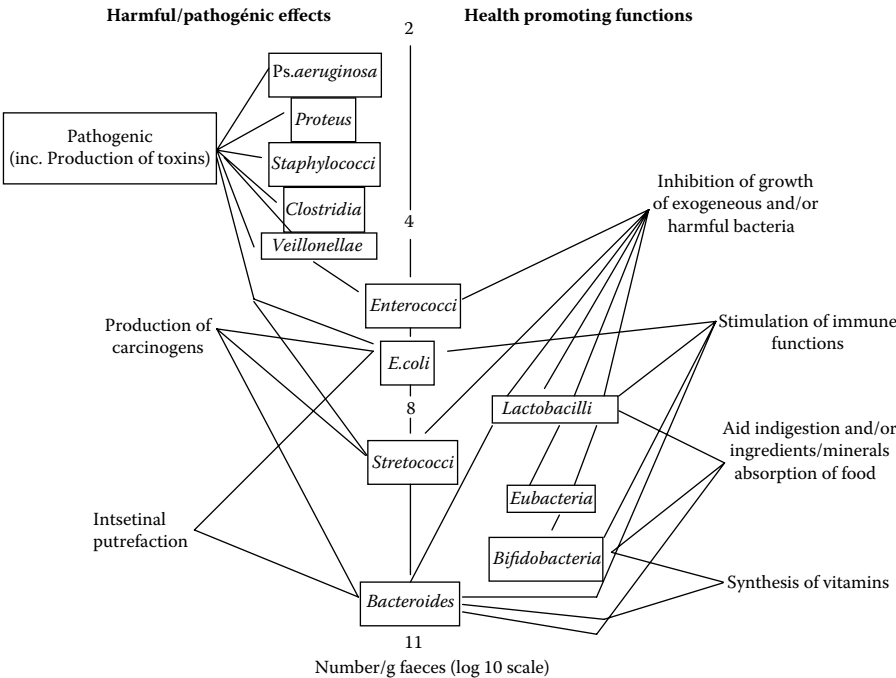 Harmful/pathogénic effects
Health promoting functions
2
Ps.aeruginosa
Proteus
Pathogenic
(inc. Production of toxins)
Staphylococci
Clostridia
4
Veillonellae
Inhibition of growth
of exogeneous and/or
harmful bacteria
Enterococci
Production of
carcinogens
Stimulation of immune
functions
E.coli
8
Lactobacilli
Aid indigestion and/or
ingredients/minerals
absorption of food
Stretococci
Eubacteria
Intsetinal
putrefaction
Bifidobacteria
Synthesis of vitamins
Bacteroides
11
Number/g faeces (log 10 scale)